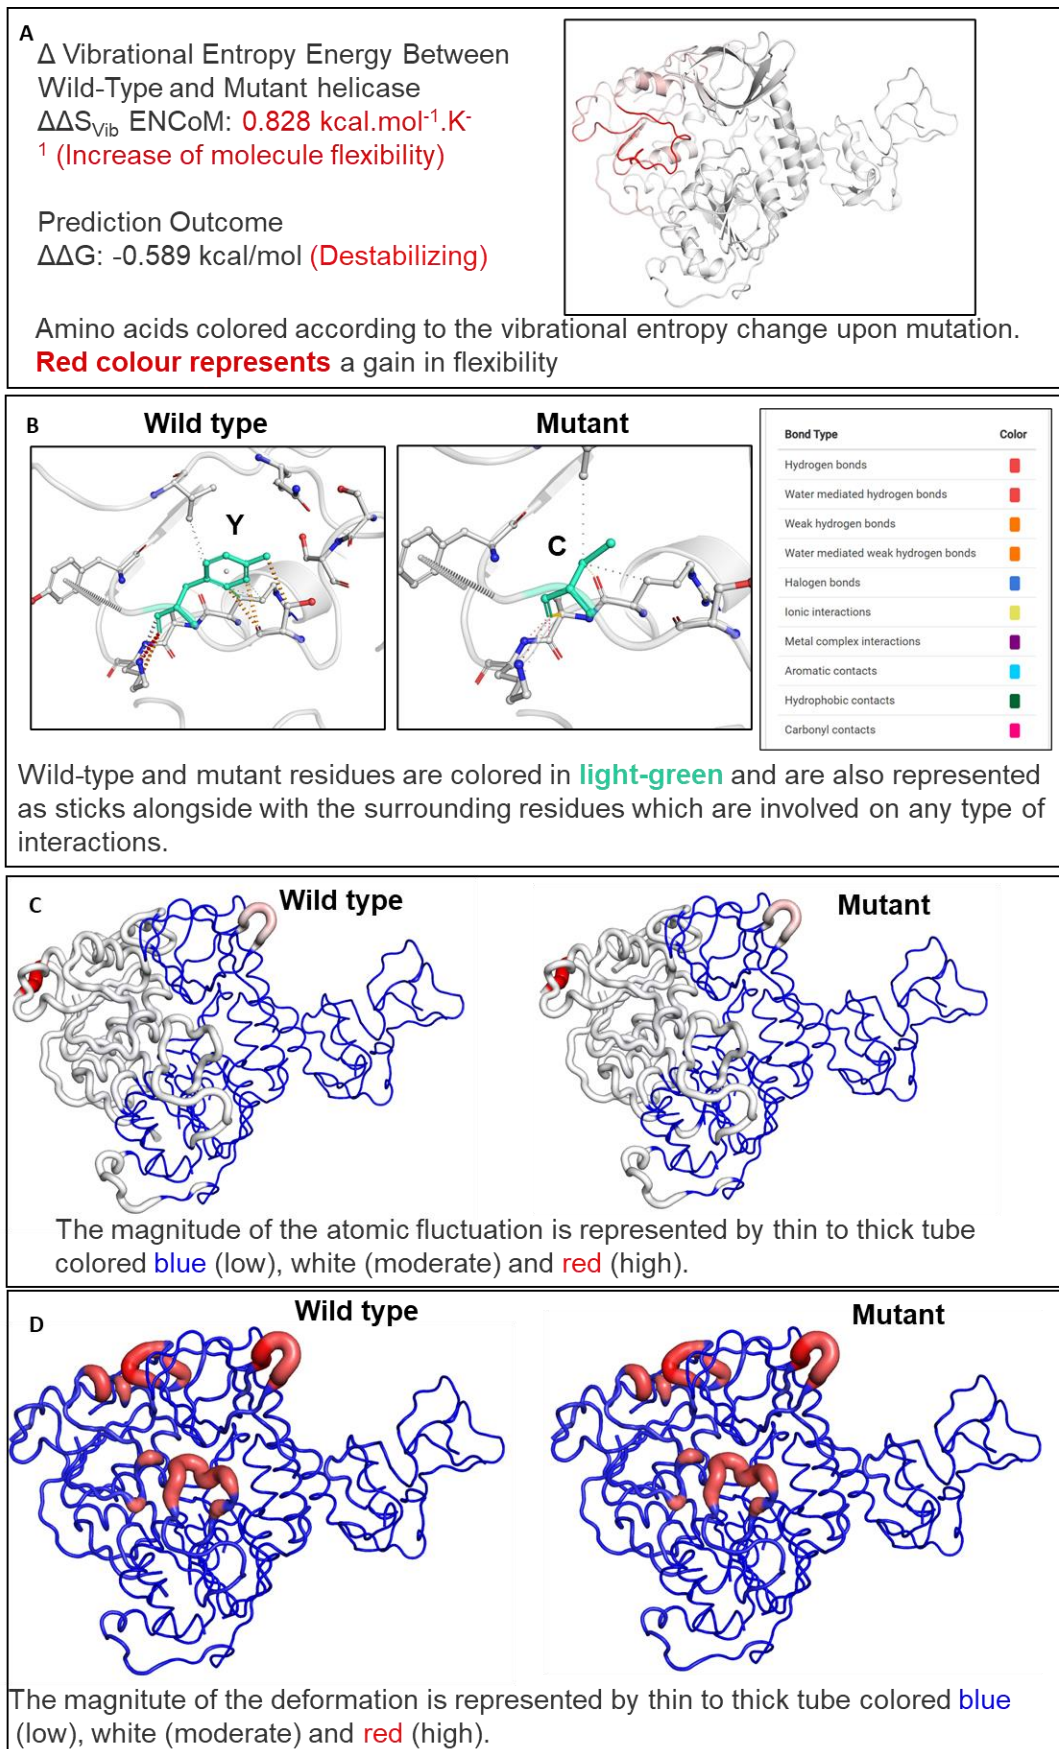 A
Δ Vibrational Entropy Energy Between
Wild-Type and Mutant helicase
ΔΔS_Vib ENCoM: 0.828 kcal.mol⁻¹.K⁻
¹ (Increase of molecule flexibility)
Prediction Outcome
ΔΔG: -0.589 kcal/mol (Destabilizing)
Amino acids colored according to the vibrational entropy change upon mutation.
Red colour represents a gain in flexibility
B
Wild type
Mutant
Y
C
Bond Type Color
Hydrogen bonds
Water mediated hydrogen bonds
Weak hydrogen bonds
Water mediated weak hydrogen bonds
Halogen bonds
Ionic interactions
Metal complex interactions
Aromatic contacts
Hydrophobic contacts
Carbonyl contacts
Wild-type and mutant residues are colored in light-green and are also represented
as sticks alongside with the surrounding residues which are involved on any type of
interactions.
C
Wild type
Mutant
The magnitude of the atomic fluctuation is represented by thin to thick tube
colored blue (low), white (moderate) and red (high).
D
Wild type
Mutant
The magnitute of the deformation is represented by thin to thick tube colored blue
(low), white (moderate) and red (high).